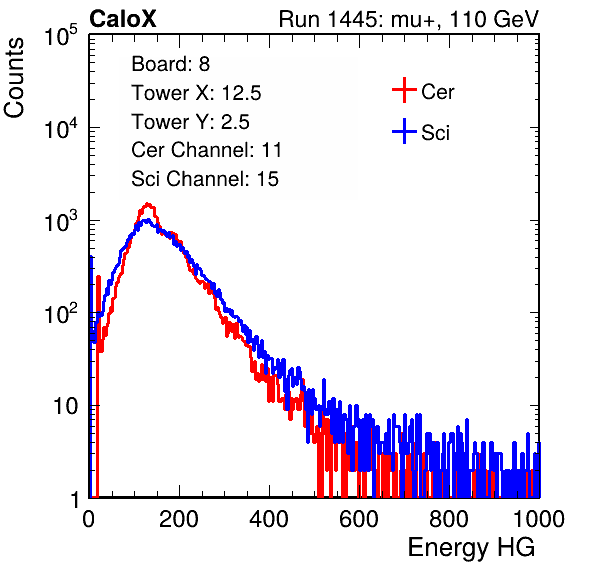 CaloX Run 1445: mu+, 110 GeV
Counts
Board: 8
Tower X: 12.5
Tower Y: 2.5
Cer Channel: 11
Sci Channel: 15
Cer
Sci
10^5
10^4
10^3
10^2
10
1
0 200 400 600 800 1000
Energy HG